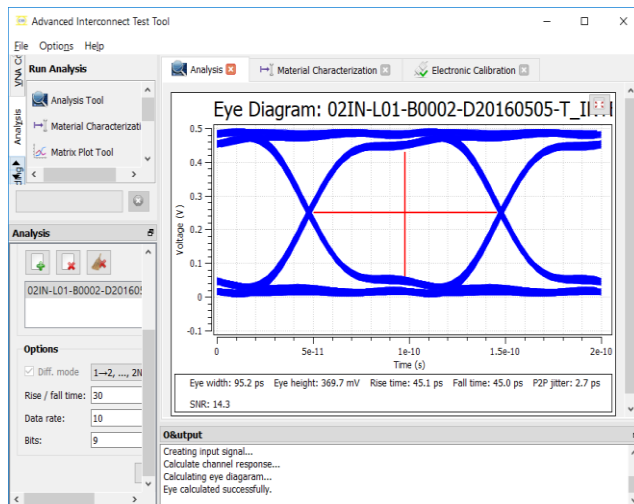 Advanced Interconnect Test Tool
File Options Help
Analysis
Run Analysis
Analysis Tool
Material Characterizati
Matrix Plot Tool
Analysis
02IN-L01-B0002-D201605
Options
Diff. mode 1→2, ..., 2N
Rise / fall time: 30
Data rate: 10
Bits: 9
Analysis Material Characterization Electronic Calibration
Eye Diagram: 02IN-L01-B0002-D20160505-T_
Voltage (V)
0.5
0.4
0.3
0.2
0.1
0
-0.1
0 5e-11 1e-10 1.5e-10 2e-10
Time (s)
Eye width: 95.2 ps Eye height: 369.7 mV Rise time: 45.1 ps Fall time: 45.0 ps P2P jitter: 2.7 ps
SNR: 14.3
O&utput
Creating input signal...
Calculate channel response...
Calculating eye diagaram...
Eye calculated successfully.